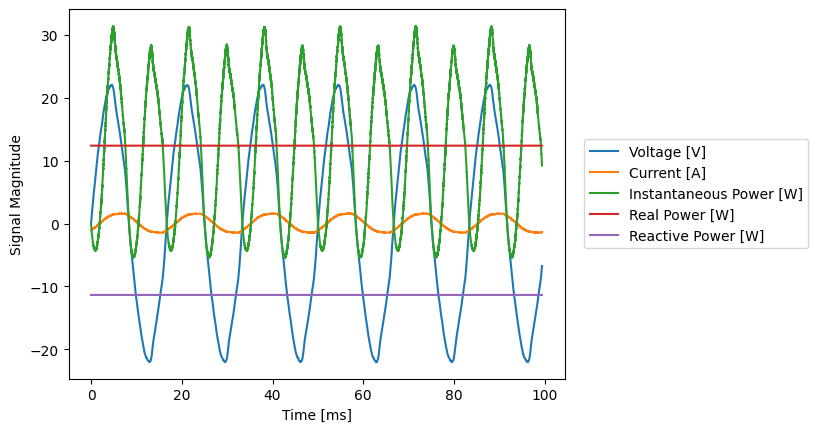 30
20
10
0
−10
−20
Signal Magnitude
0
20
40
60
80
100
Time [ms]
Voltage [V]
Current [A]
Instantaneous Power [W]
Real Power [W]
Reactive Power [W]